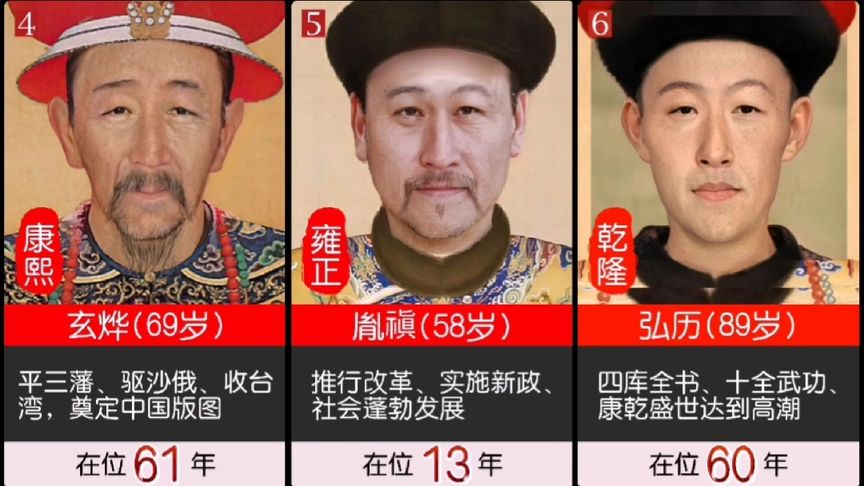 4
康熙
玄烨(69岁)
平三藩、驱沙俄、收台
湾，奠定中国版图
在位61年
5
雍正
胤禛(58岁)
推行改革、实施新政、
社会蓬勃发展
在位13年
6
乾隆
弘历(89岁)
四库全书、十全武功、
康乾盛世达到高潮
在位60年